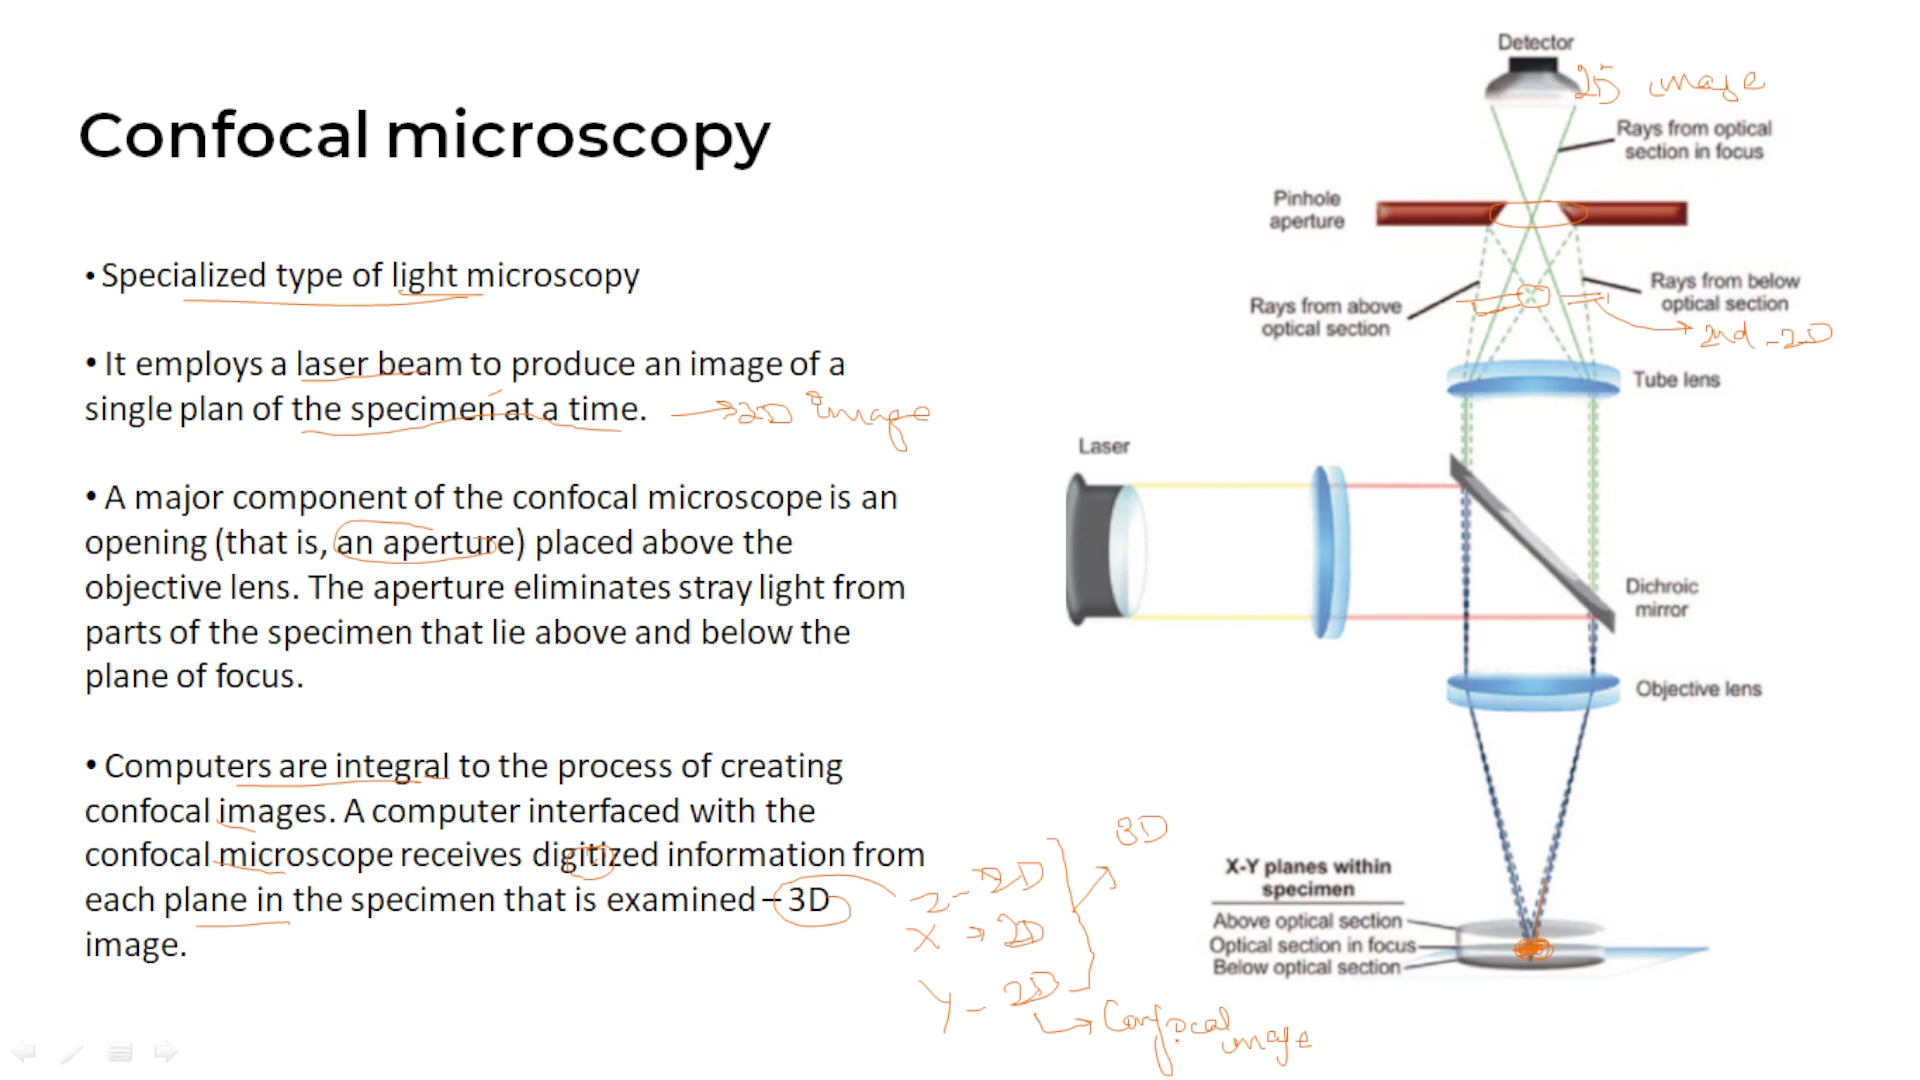 Confocal microscopy
• Specialized type of light microscopy
• It employs a laser beam to produce an image of a
single plan of the specimen at a time. → 2D Image
• A major component of the confocal microscope is an
opening (that is, an aperture) placed above the
objective lens. The aperture eliminates stray light from
parts of the specimen that lie above and below the
plane of focus.
• Computers are integral to the process of creating
confocal images. A computer interfaced with the
confocal microscope receives digitized information from
each plane in the specimen that is examined – 3D
image.
Z - 2D
X → 2D
Y - 2D
3D
Confocal
image
Detector
2D image
Rays from optical
section in focus
Pinhole
aperture
Rays from above
optical section
Rays from below
optical section
2nd - 2D
Tube lens
Laser
Dichroic
mirror
Objective lens
X-Y planes within
specimen
Above optical section
Optical section in focus
Below optical section